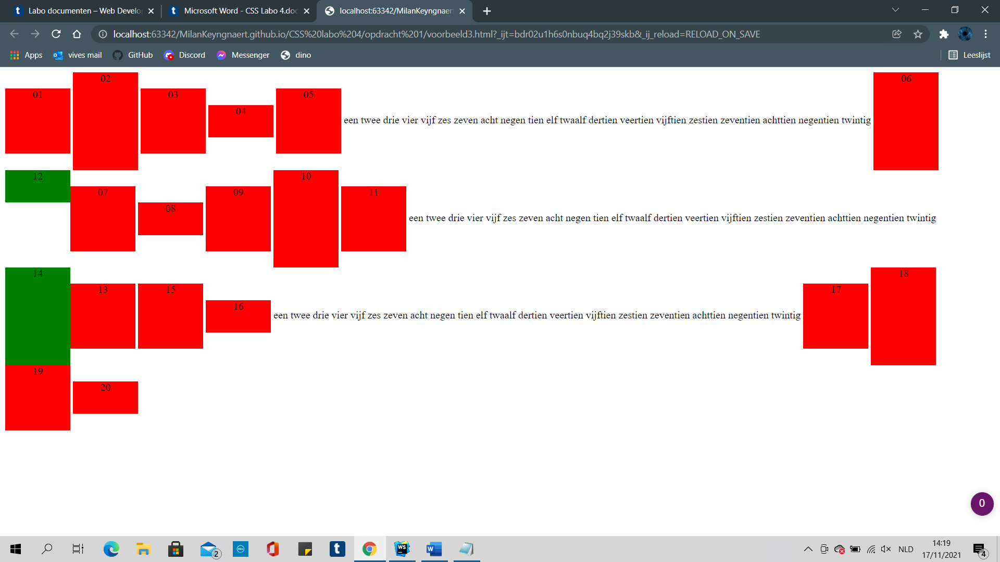 Labo documenten – Web Develop
Microsoft Word - CSS Labo 4.doc
localhost:63342/MilanKeyngnaer
localhost:63342/MilanKeyngnaert.github.io/CSS%20labo%204/opdracht%201/voorbeeld3.html?_ijt=bdr02u1h6s0nbuq4bq2j39skb&_ij_reload=RELOAD_ON_SAVE
Apps vives mail GitHub Discord Messenger dino Leeslijst
02 06
01 03 05
04
een twee drie vier vijf zes zeven acht negen tien elf twaalf dertien veertien vijftien zestien zeventien achttien negentien twintig
12 10
07 09 11
08
een twee drie vier vijf zes zeven acht negen tien elf twaalf dertien veertien vijftien zestien zeventien achttien negentien twintig
14 18
13 15 17
16
een twee drie vier vijf zes zeven acht negen tien elf twaalf dertien veertien vijftien zestien zeventien achttien negentien twintig
19
20
0
2
DELL
WS
W
NLD
14:19
17/11/2021
4